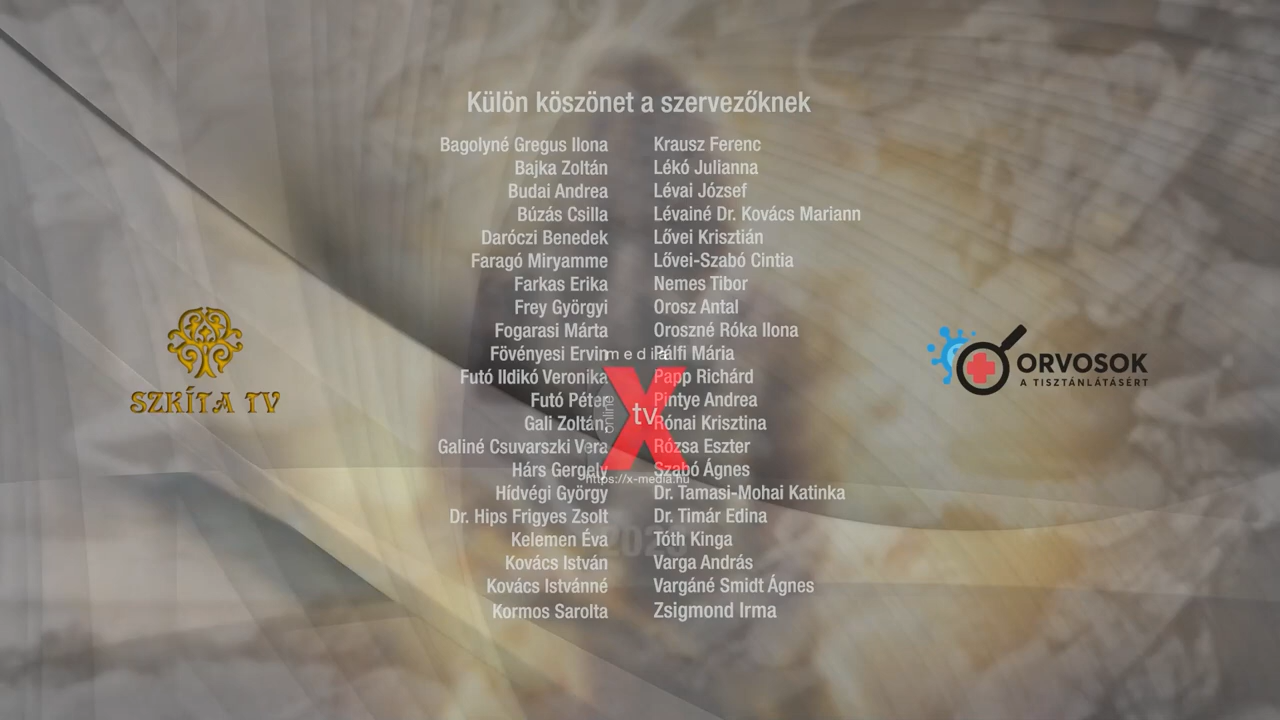 Külön köszönet a szervezőknek
Bagolyné Gregus Ilona
Bajka Zoltán
Budai Andrea
Búzás Csilla
Daróczi Benedek
Faragó Miryamme
Farkas Erika
Frey Györgyi
Fogarasi Márta
Fövényesi Ervin
Futó Ildikó Veronika
Futó Péter
Gali Zoltán
Galiné Csuvarszki Vera
Hárs Gergely
Hídvégi György
Dr. Hips Frigyes Zsolt
Kelemen Éva
Kovács István
Kovács Istvánné
Kormos Sarolta
Krausz Ferenc
Lékó Julianna
Lévai József
Lévainé Dr. Kovács Mariann
Lővei Krisztián
Lővei-Szabó Cintia
Nemes Tibor
Orosz Antal
Oroszné Róka Ilona
Pálfi Mária
Papp Richárd
Pintye Andrea
Rónai Krisztina
Rózsa Eszter
Szabó Ágnes
Dr. Tamasi-Mohai Katinka
Dr. Timár Edina
Tóth Kinga
Varga András
Vargáné Smidt Ágnes
Zsigmond Irma
SZKÍTA TV
media
online
X
tv
https://x-media.hu
ORVOSOK
A TISZTÁNLÁTÁSÉRT